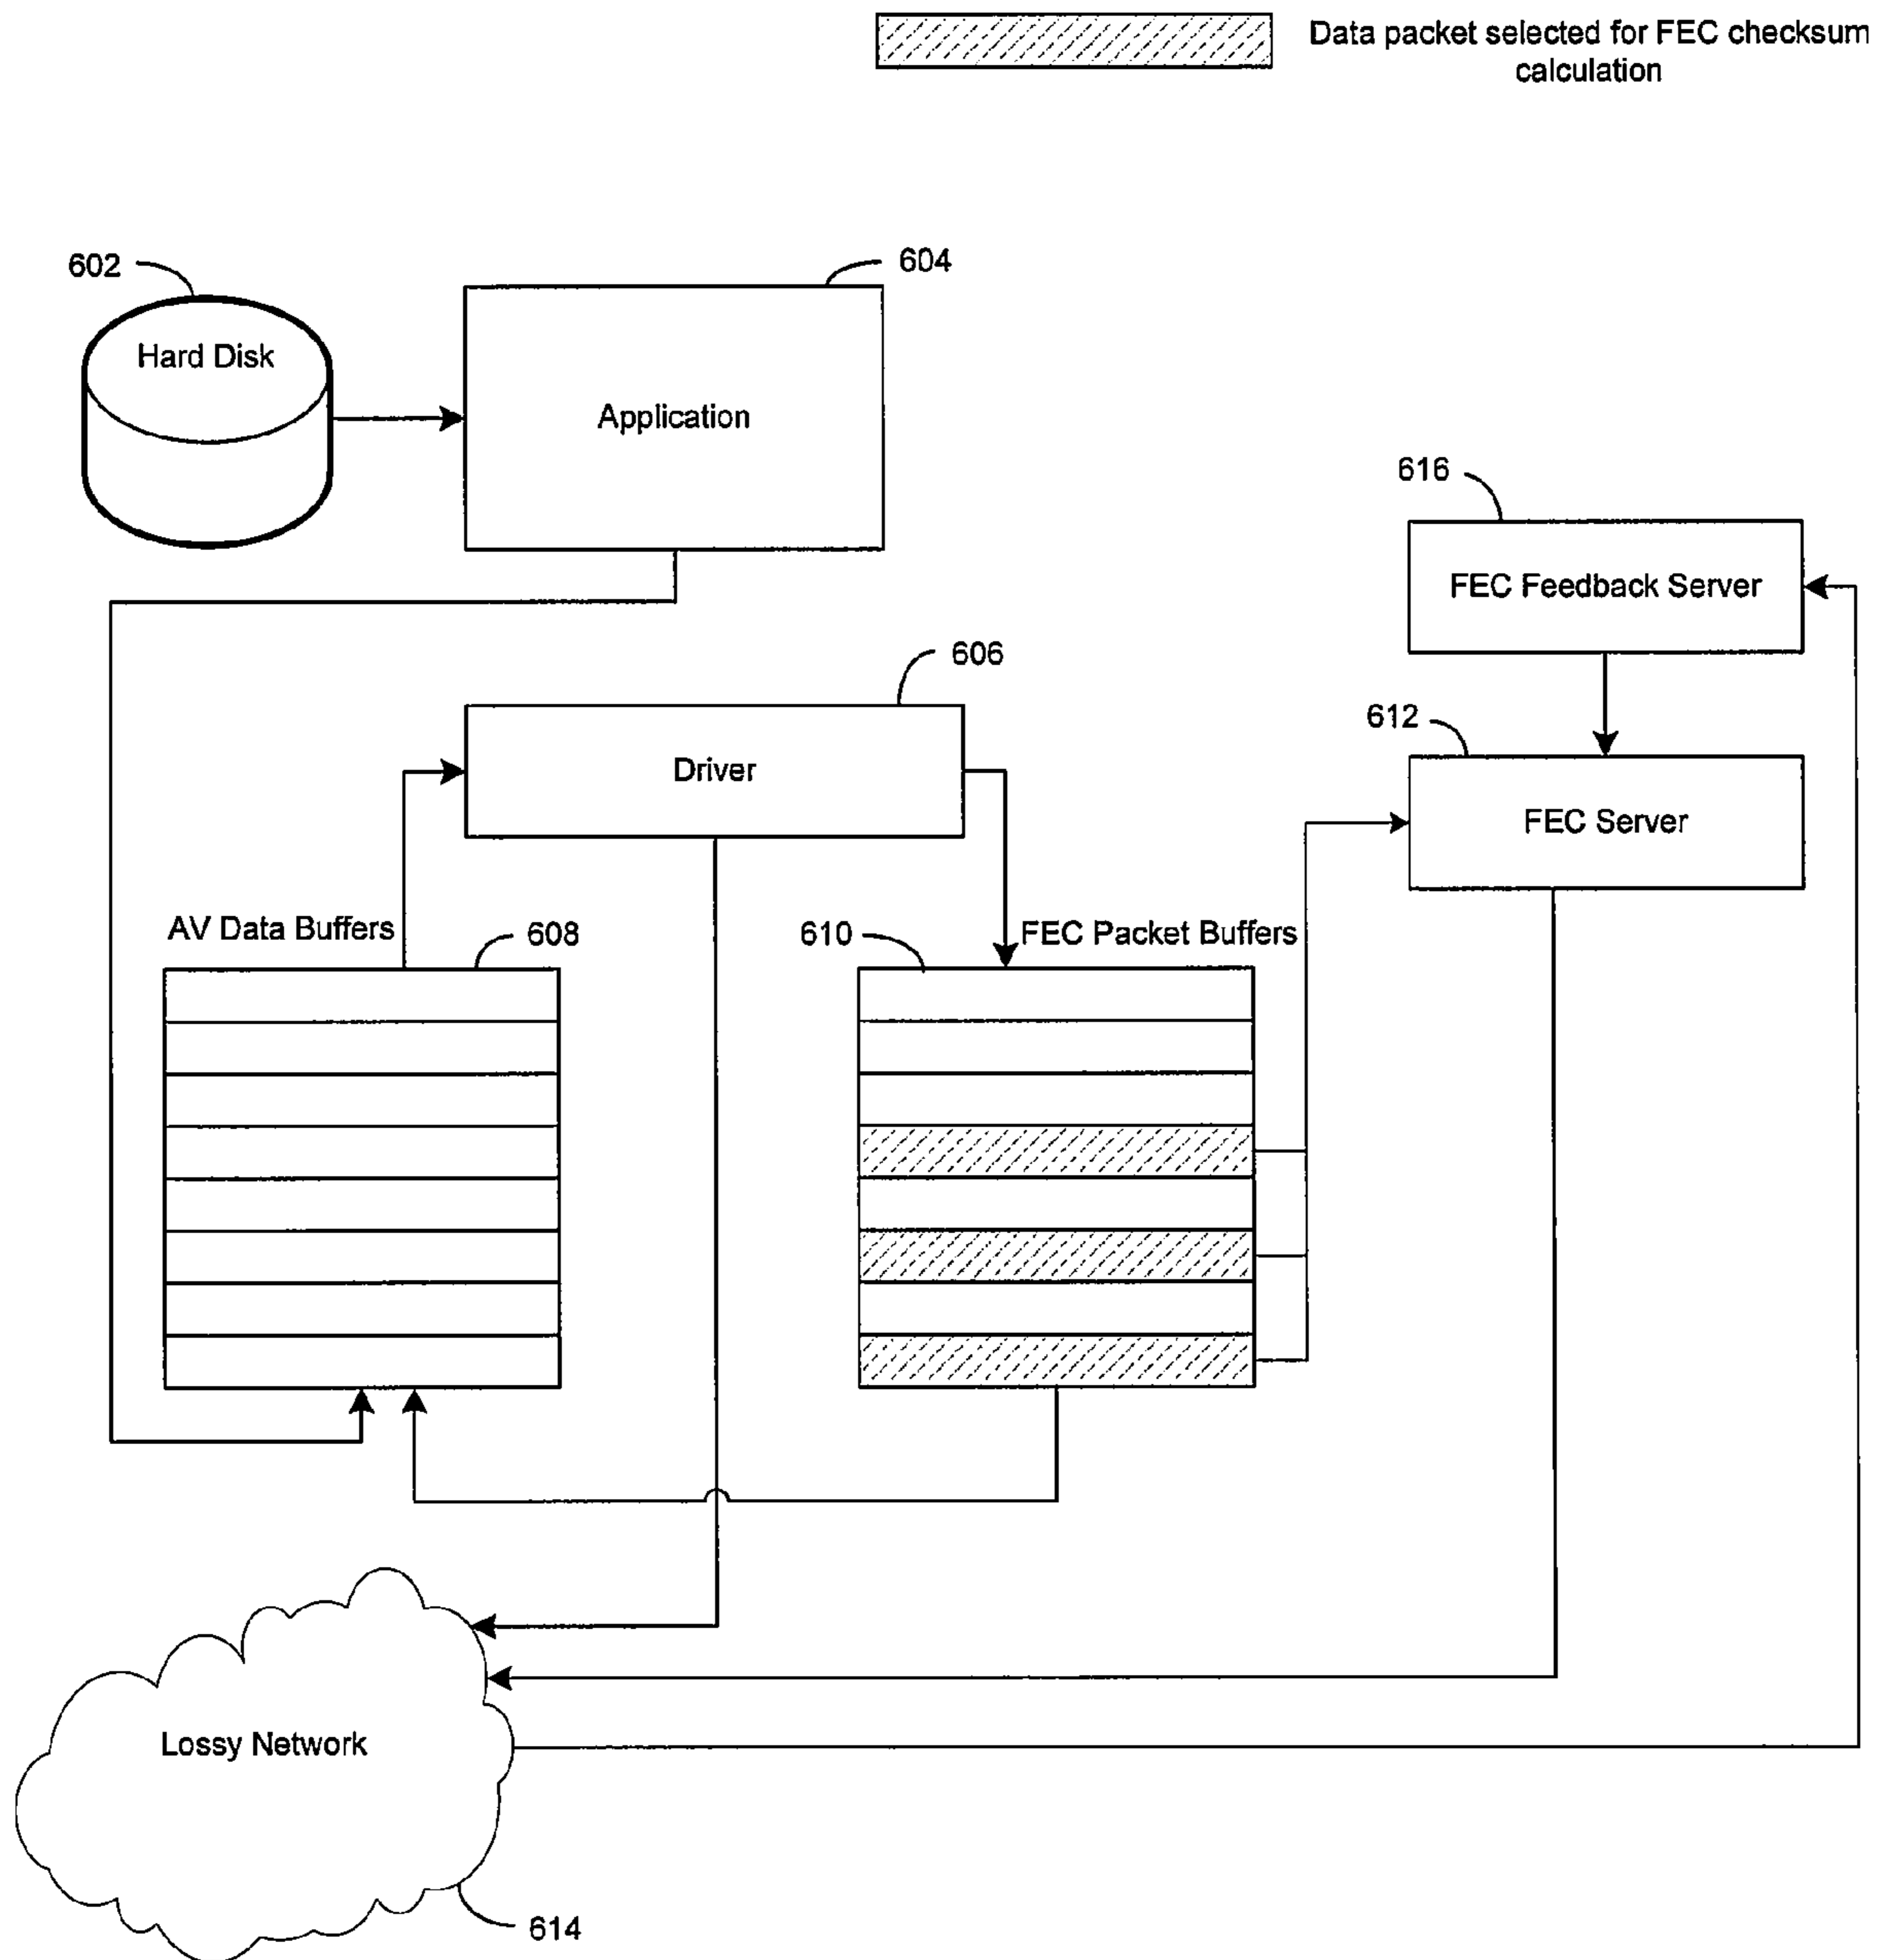 Data packet selected for FEC checksum
calculation
602
604
Hard Disk
Application
616
FEC Feedback Server
606
612
Driver
FEC Server
AV Data Buffers
608
610
FEC Packet Buffers
Lossy Network
614